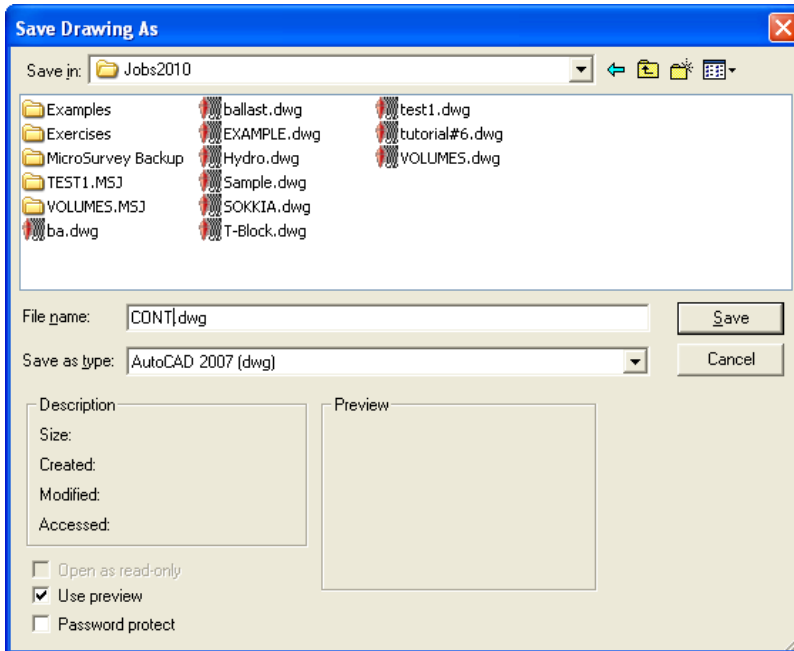 Save Drawing As
Save in: Jobs2010
Examples ballast.dwg test1.dwg
Exercises EXAMPLE.dwg tutorial#6.dwg
MicroSurvey Backup Hydro.dwg VOLUMES.dwg
TEST1.MSJ Sample.dwg
VOLUMES.MSJ SOKKIA.dwg
ba.dwg T-Block.dwg
File name: CONT.dwg Save
Save as type: AutoCAD 2007 (dwg) Cancel
Description Preview
Size:
Created:
Modified:
Accessed:
Open as read-only
Use preview
Password protect